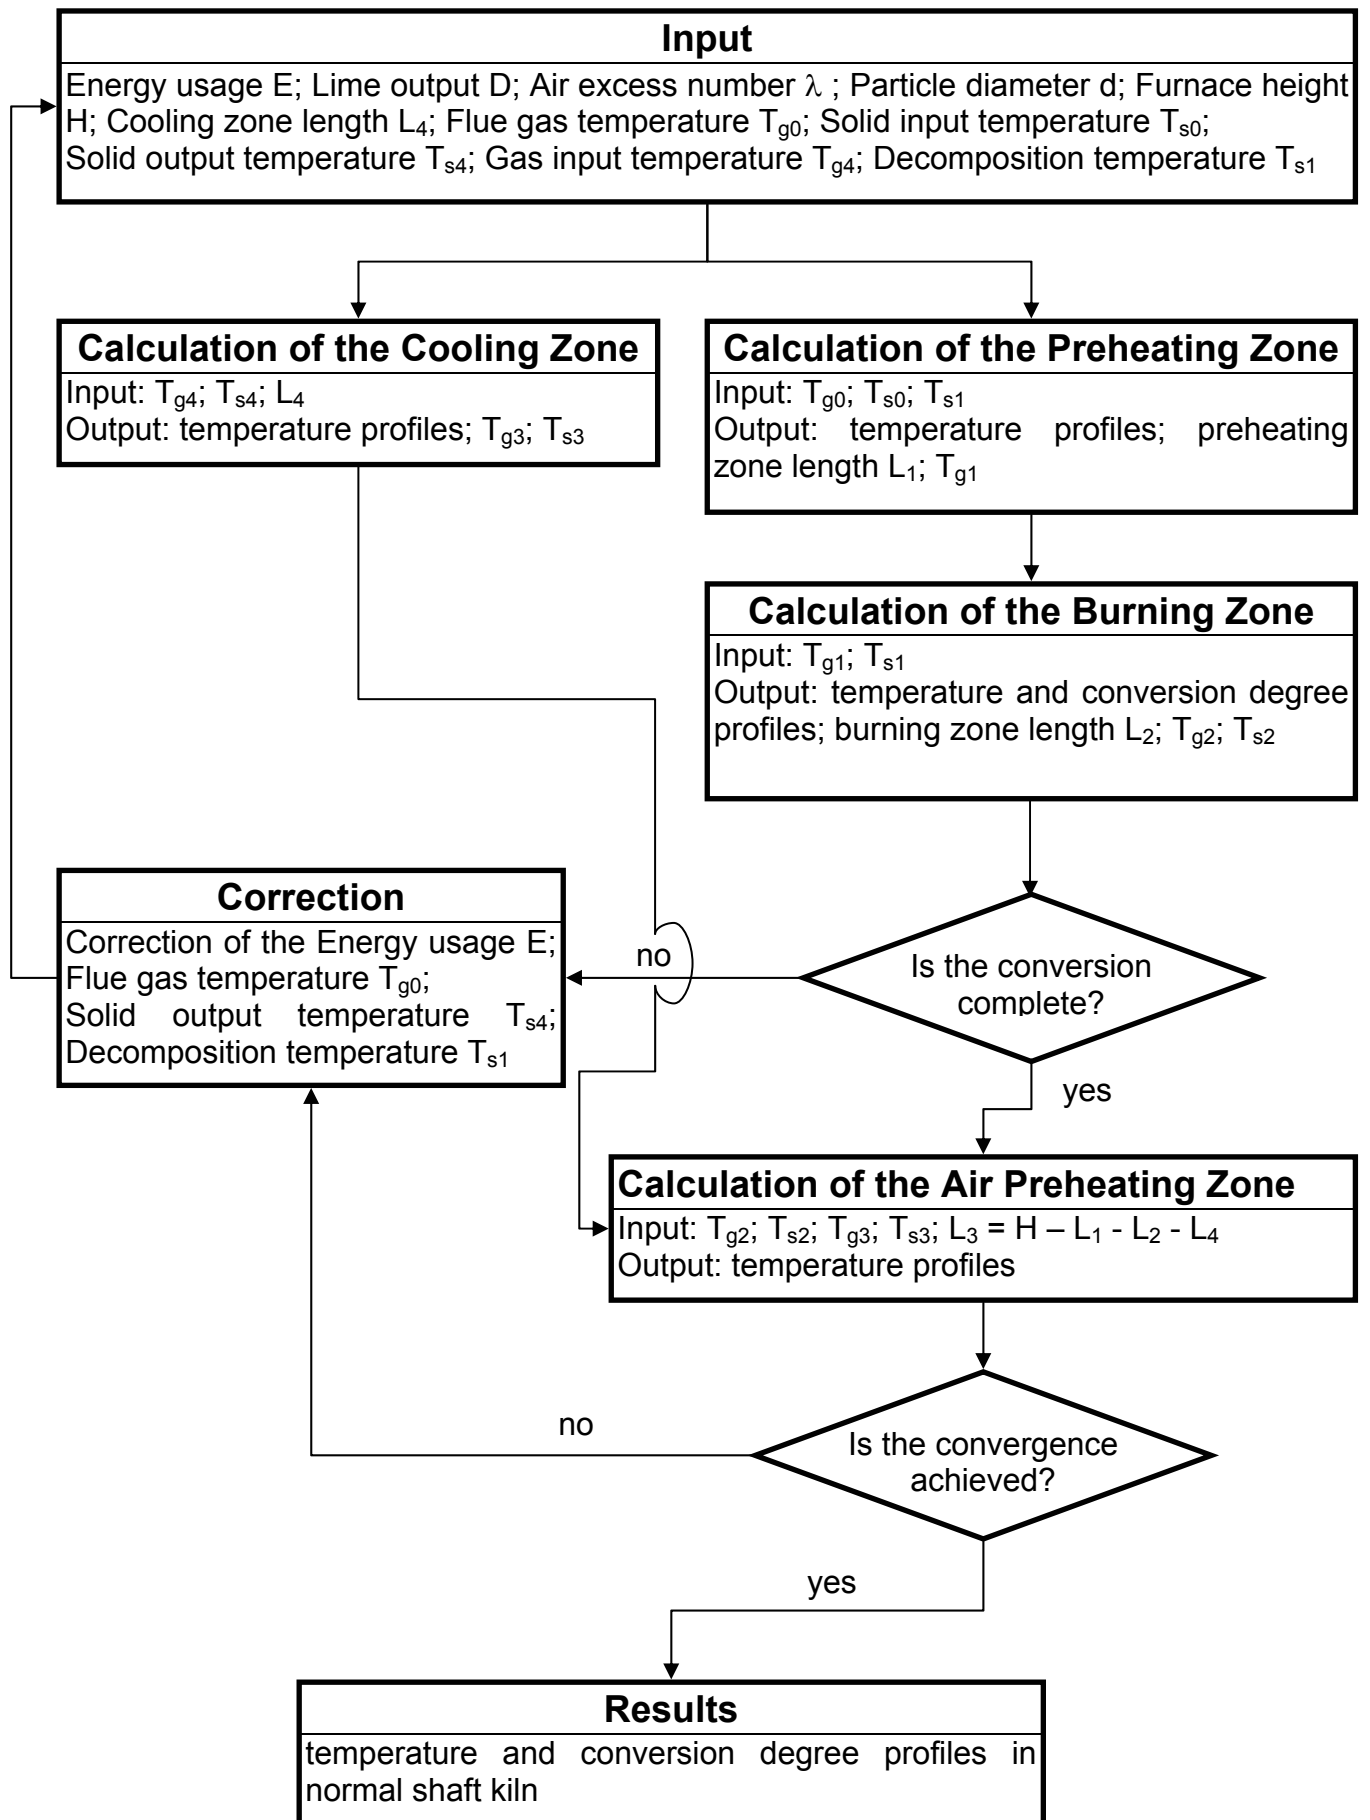 Input
Energy usage E; Lime output D; Air excess number λ ; Particle diameter d; Furnace height
H; Cooling zone length L4; Flue gas temperature Tg0; Solid input temperature Ts0;
Solid output temperature Ts4; Gas input temperature Tg4; Decomposition temperature Ts1
Calculation of the Cooling Zone
Input: Tg4; Ts4; L4
Output: temperature profiles; Tg3; Ts3
Calculation of the Preheating Zone
Input: Tg0; Ts0; Ts1
Output: temperature profiles; preheating
zone length L1; Tg1
Calculation of the Burning Zone
Input: Tg1; Ts1
Output: temperature and conversion degree
profiles; burning zone length L2; Tg2; Ts2
Correction
Correction of the Energy usage E;
Flue gas temperature Tg0;
Solid output temperature Ts4;
Decomposition temperature Ts1
no
Is the conversion
complete?
yes
Calculation of the Air Preheating Zone
Input: Tg2; Ts2; Tg3; Ts3; L3 = H – L1 - L2 - L4
Output: temperature profiles
no
Is the convergence
achieved?
yes
Results
temperature and conversion degree profiles in
normal shaft kiln